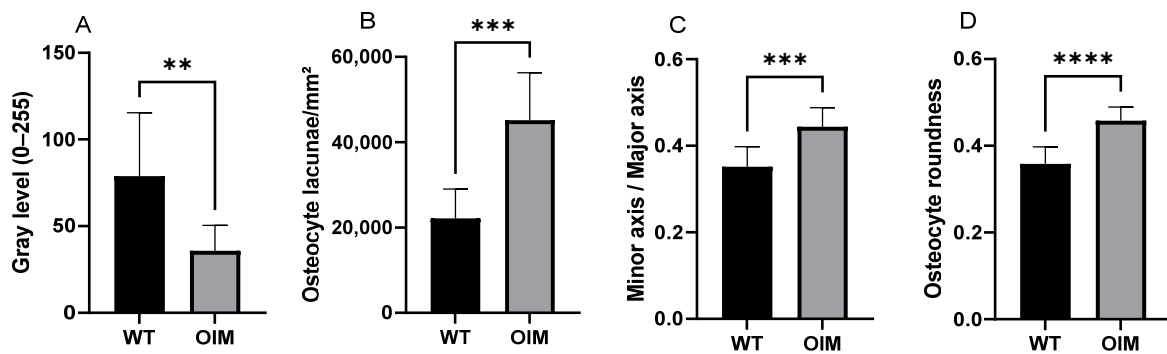 A
Gray level (0–255)
150
100
50
0
**
WT
OIM
B
Osteocyte lacunae/mm²
60,000
40,000
20,000
0
***
WT
OIM
C
Minor axis / Major axis
0.6
0.4
0.2
0.0
***
WT
OIM
D
Osteocyte roundness
0.6
0.4
0.2
0.0
****
WT
OIM